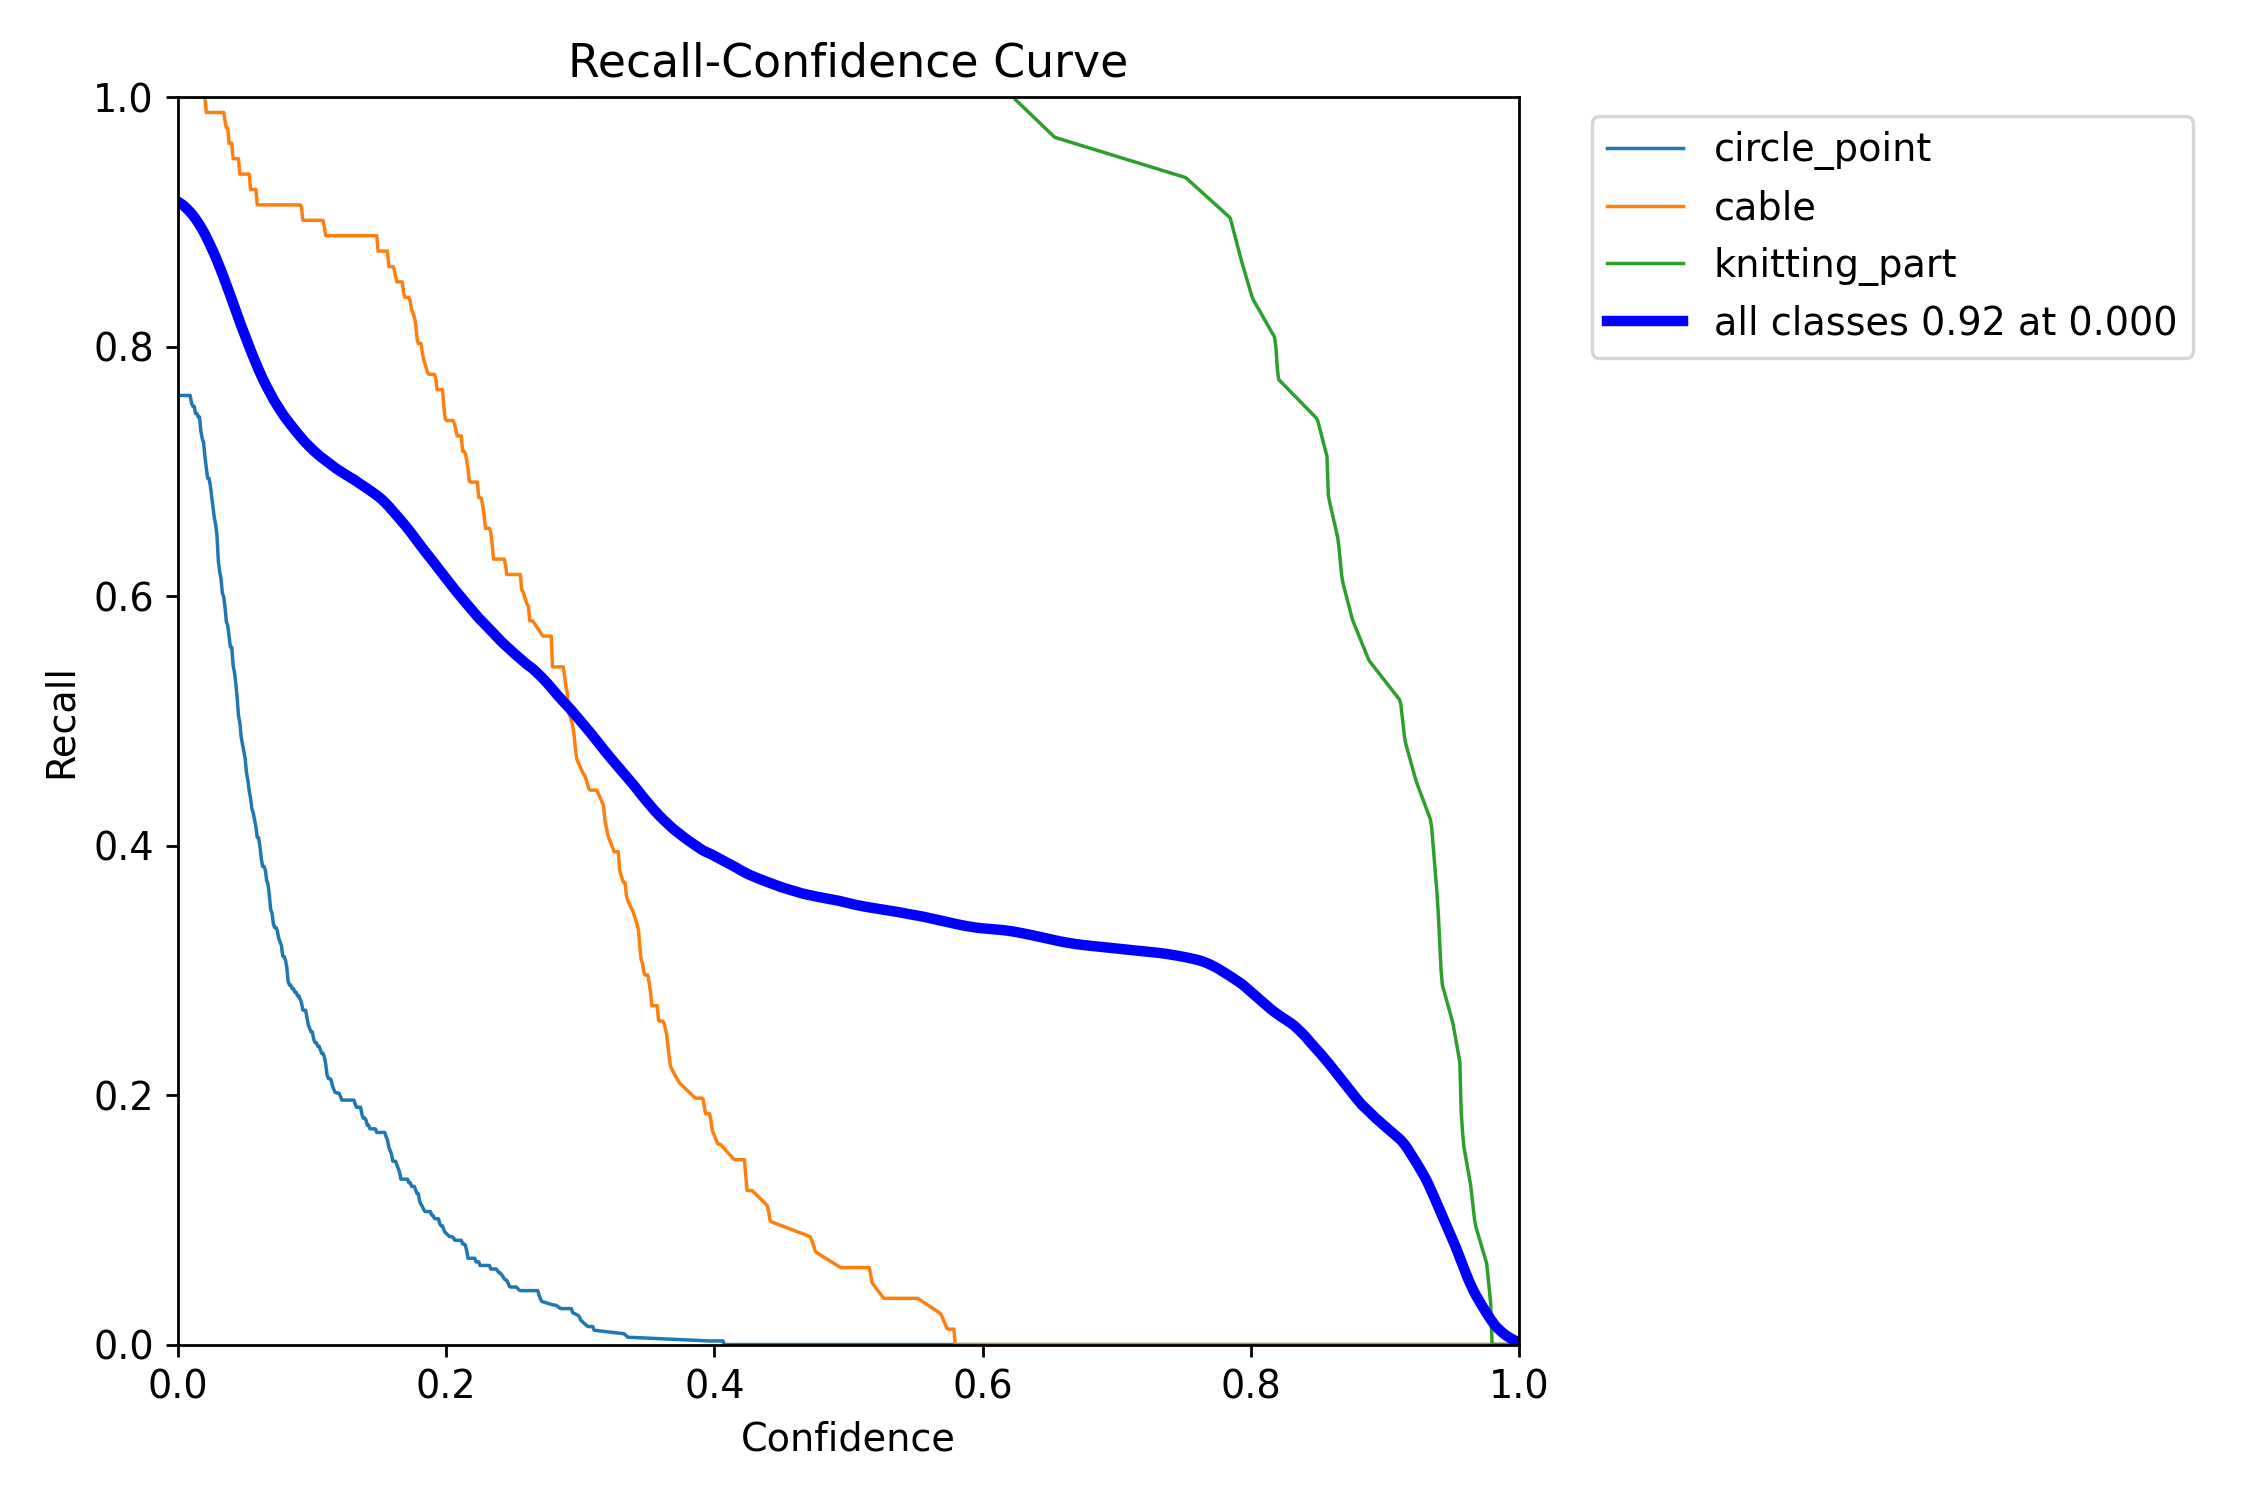 Recall-Confidence Curve
1.0
0.8
0.6
0.4
0.2
0.0
Recall
0.0 0.2 0.4 0.6 0.8 1.0
Confidence
circle_point
cable
knitting_part
all classes 0.92 at 0.000